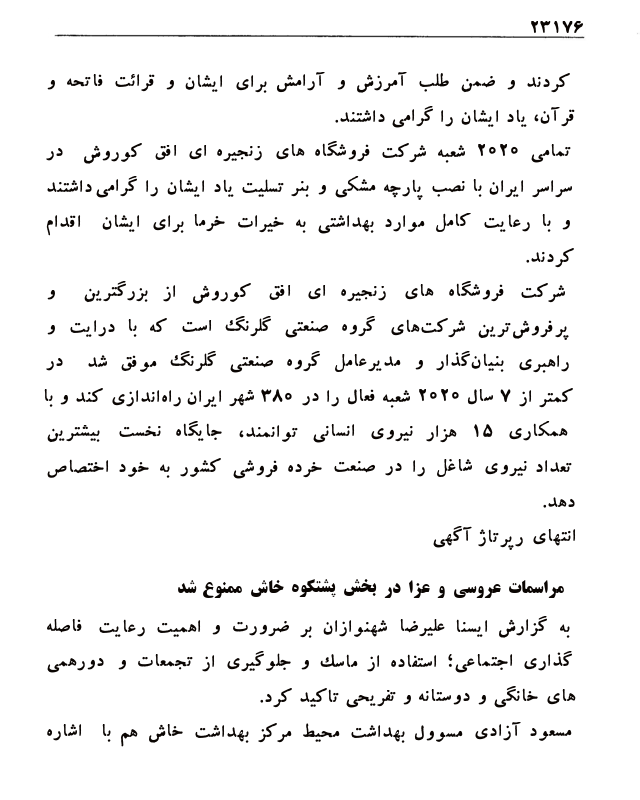 ۲۳۱۷۶
کردند و ضمن طلب آمرزش و آرامش برای ایشان و قرائت فاتحه و
قرآن، یاد ایشان را گرامی داشتند.
تمامی ۲۰۲۰ شعبه شرکت فروشگاه های زنجیره ای افق کوروش در
سراسر ایران با نصب پارچه مشکی و بنر تسلیت یاد ایشان را گرامی داشتند
و با رعایت کامل موارد بهداشتی به خیرات خرما برای ایشان اقدام
کردند.
شرکت فروشگاه های زنجیره ای افق کوروش از بزرگترین و
پرفروش‌ترین شرکت‌های گروه صنعتی گلرنگ است که با درایت و
راهبری بنیان‌گذار و مدیرعامل گروه صنعتی گلرنگ موفق شد در
کمتر از ۷ سال ۲۰۲۰ شعبه فعال را در ۳۸۰ شهر ایران راه‌اندازی کند و با
همکاری ۱۵ هزار نیروی انسانی توانمند، جایگاه نخست بیشترین
تعداد نیروی شاغل را در صنعت خرده فروشی کشور به خود اختصاص
دهد.
انتهای رپرتاژ آگهی
مراسمات عروسی و عزا در بخش پشتکوه خاش ممنوع شد
به گزارش ایسنا علیرضا شهنوازان بر ضرورت و اهمیت رعایت فاصله
گذاری اجتماعی؛ استفاده از ماسک و جلوگیری از تجمعات و دورهمی
های خانگی و دوستانه و تفریحی تاکید کرد.
مسعود آزادی مسوول بهداشت محیط مرکز بهداشت خاش هم با اشاره